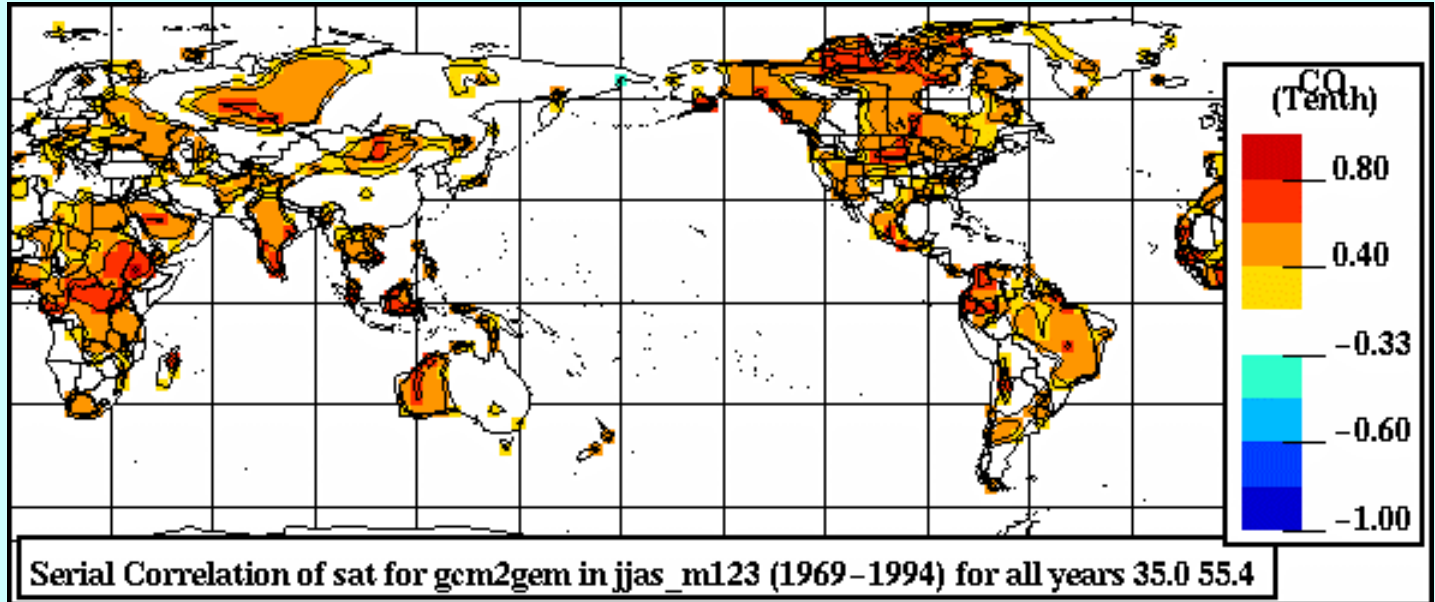 CO
(Tenth)
0.80
0.40
−0.33
−0.60
−1.00
Serial Correlation of sat for gcm2gem in jjas_m123 (1969−1994) for all years 35.0 55.4